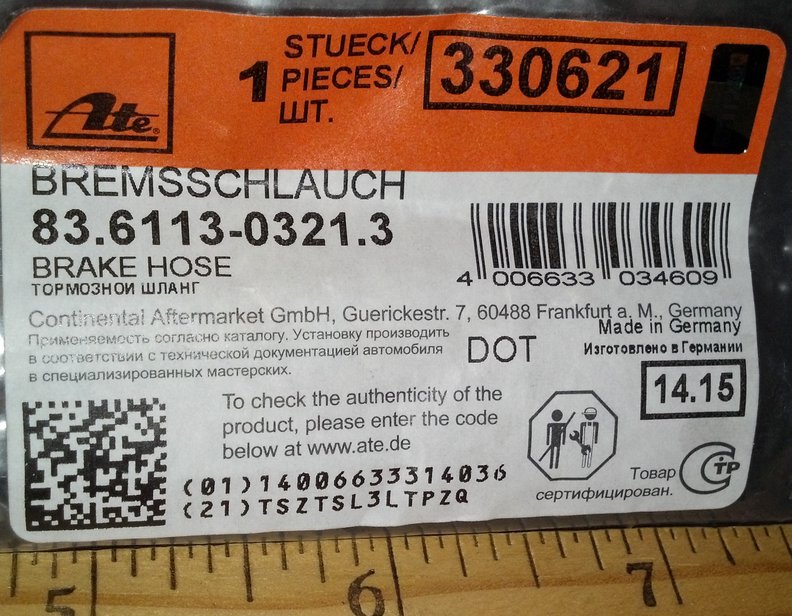 Ate®
1
STUECK/
PIECES/
ШТ.
330621
BREMSSCHLAUCH
83.6113-0321.3
BRAKE HOSE
ТОРМОЗНОИ ШЛАНГ
4 006633 034609
Continental Aftermarket GmbH, Guerickestr. 7, 60488 Frankfurt a. M., Germany
Made in Germany
Применяемость согласно каталогу. Установку производить
в соответствии с технической документацией автомобиля
в специализированных мастерских.
DOT
Изготовлено в Германии
14.15
To check the authenticity of the
product, please enter the code
below at www.ate.de
(01)14006633314036
(21)TSZTSL3LTPZQ
Товар
сертифицирован.
СТР
5 6 7